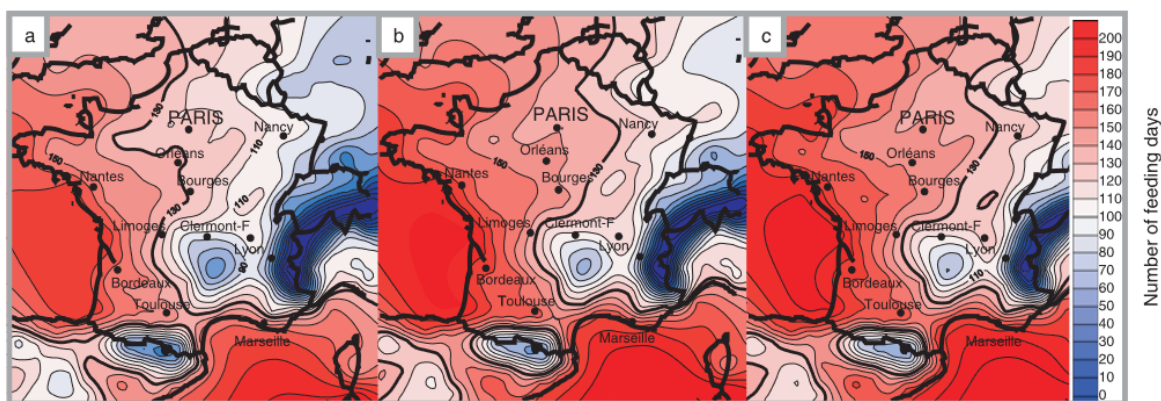 a
130
PARIS
Nancy
110
150
Orléans
Nantes
Bourges
110
130
Limoges
Clermont-F
Lyon
90
Bordeaux
Toulouse
Marseille
b
PARIS
Nancy
Orléans
150
130
Nantes
Bourges
Limoges
Clermont-F
Lyon
Bordeaux
Toulouse
Marseille
c
PARIS
Nancy
150
Orléans
130
Nantes
Bourges
Limoges
Clermont-F
Lyon
110
Bordeaux
Toulouse
Marseille
200
190
180
170
160
150
140
130
120
110
100
90
80
70
60
50
40
30
20
10
0
Number of feeding days